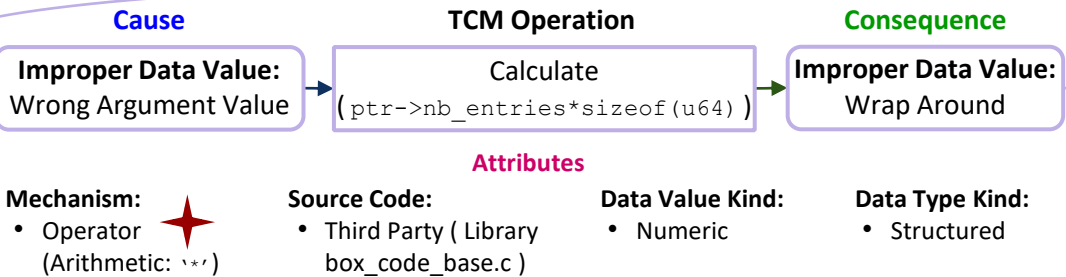 Cause TCM Operation Consequence
Improper Data Value:
Wrong Argument Value
Calculate
(ptr->nb_entries*sizeof(u64))
Improper Data Value:
Wrap Around
Attributes
Mechanism:
• Operator
(Arithmetic: '*')
Source Code:
• Third Party ( Library
box_code_base.c )
Data Value Kind:
• Numeric
Data Type Kind:
• Structured